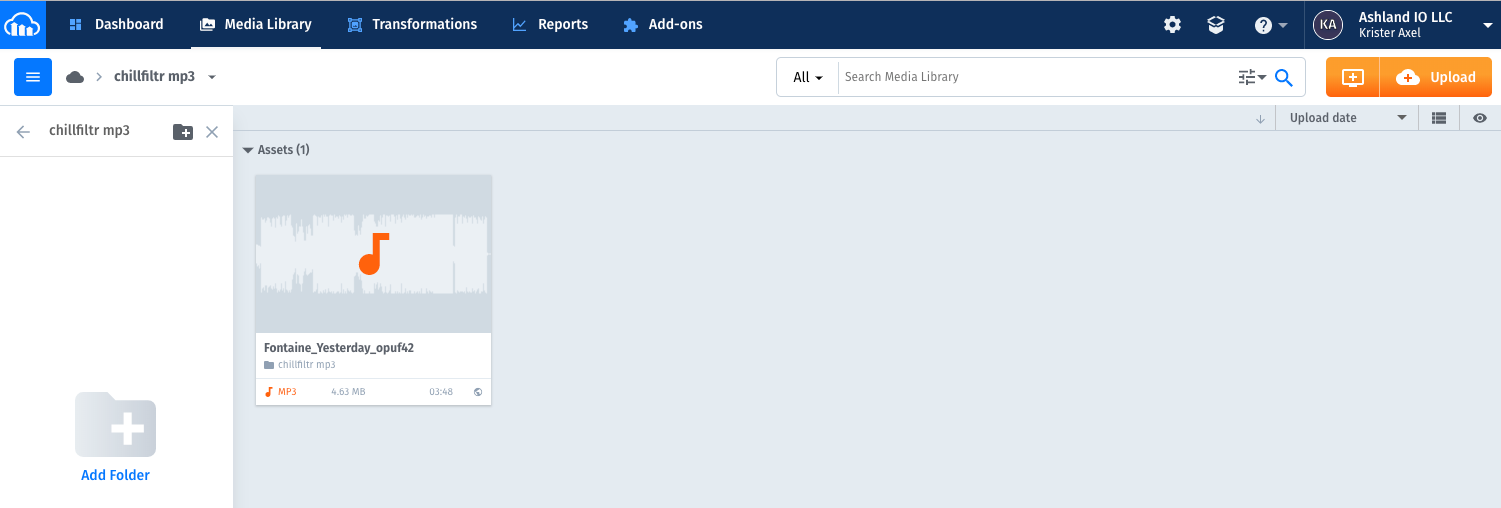 Dashboard
Media Library
Transformations
Reports
Add-ons
KA
Ashland IO LLC
Krister Axel
chillfiltr mp3
All
Search Media Library
Upload
chillfiltr mp3
Upload date
Assets (1)
Fontaine_Yesterday_opuf42
chillfiltr mp3
MP3 4.63 MB 03:48
Add Folder